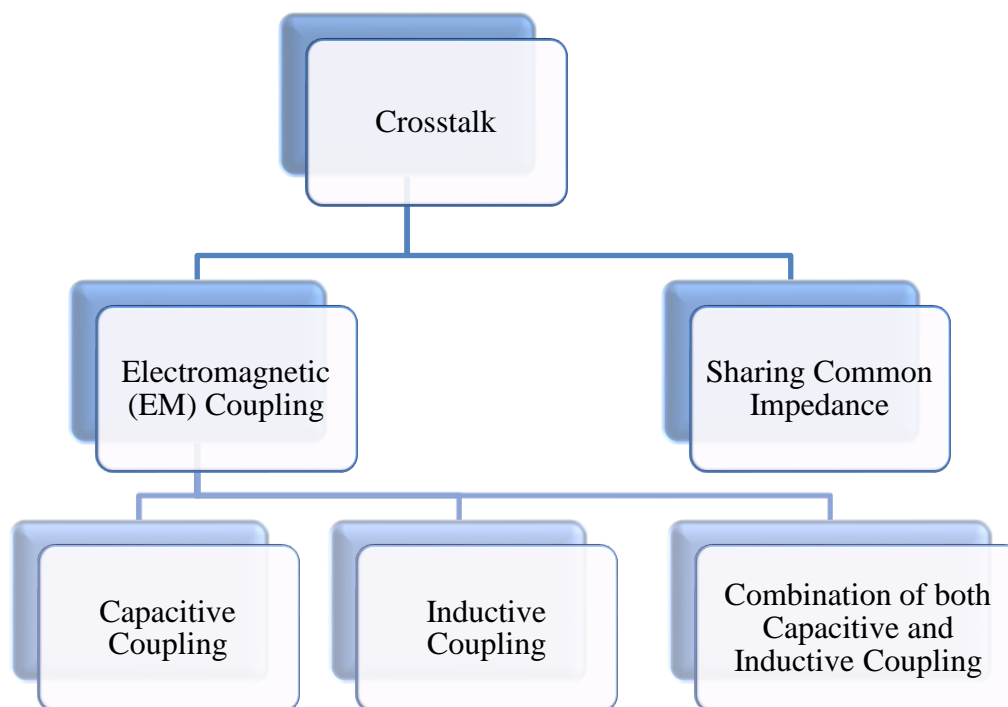 Crosstalk
Electromagnetic
(EM) Coupling
Sharing Common
Impedance
Capacitive
Coupling
Inductive
Coupling
Combination of both
Capacitive and
Inductive Coupling